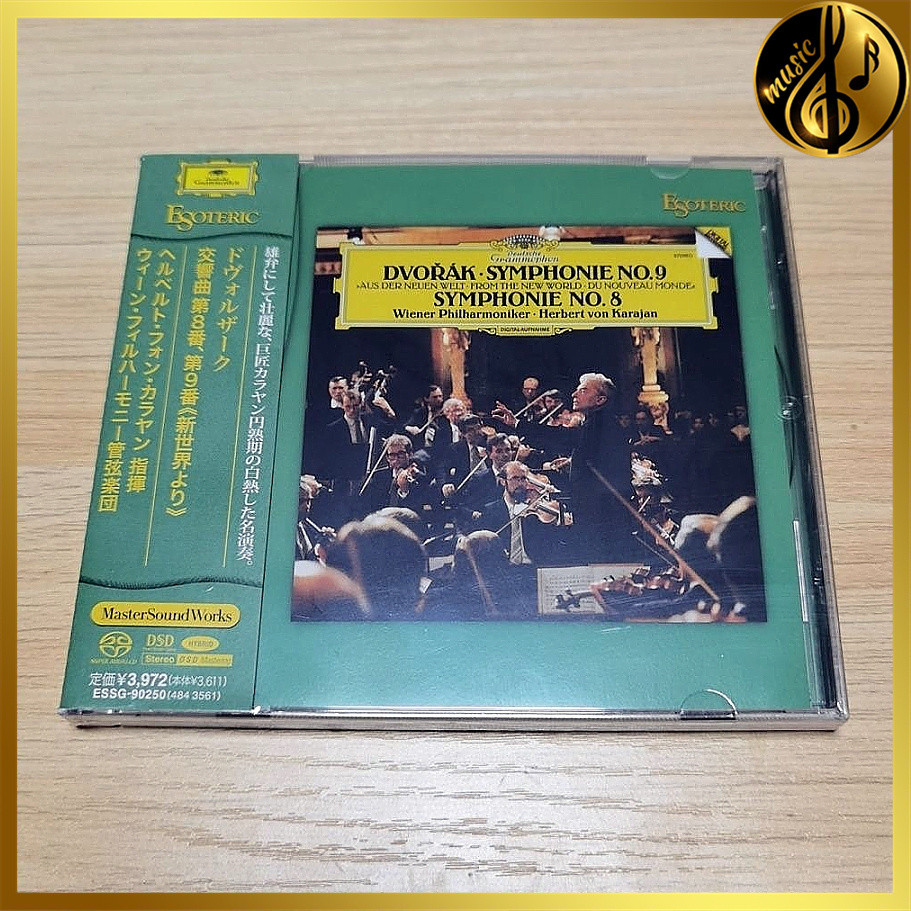 music
R
Deutsche
Grammophon
ESOTERIC
雄弁にして壮麗な、巨匠カラヤン円熟期の白熱した名演奏。
ドヴォルザーク
交響曲 第8番、第9番《新世界より》
ヘルベルト・フォン・カラヤン 指揮
ウィーン・フィルハーモニー管弦楽団
MasterSoundWorks
SUPER AUDIO CD
DSD
HYBRID
Stereo
DSD Mastering
定価¥3,972(本体¥3,611)
ESSG-90250(484 3561)
ESOTERIC
DIGITAL
STEREO
Deutsche
Grammophon
DVOŘÁK · SYMPHONIE NO. 9
»AUS DER NEUEN WELT · FROM THE NEW WORLD · DU NOUVEAU MONDE«
SYMPHONIE NO. 8
Wiener Philharmoniker · Herbert von Karajan
DIGITALAUFNAHME